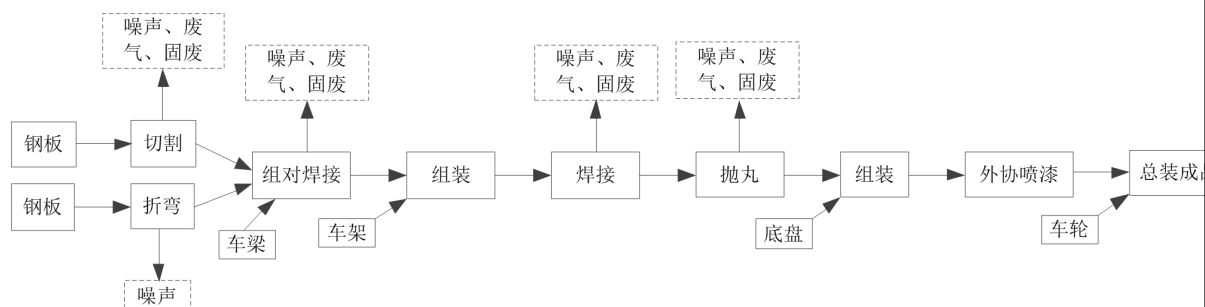 噪声、废
气、固废
噪声、废
气、固废
噪声、废
气、固废
噪声、废
气、固废
钢板
切割
组对焊接
组装
焊接
抛丸
组装
外协喷漆
总装成品
钢板
折弯
车梁
车架
底盘
车轮
噪声